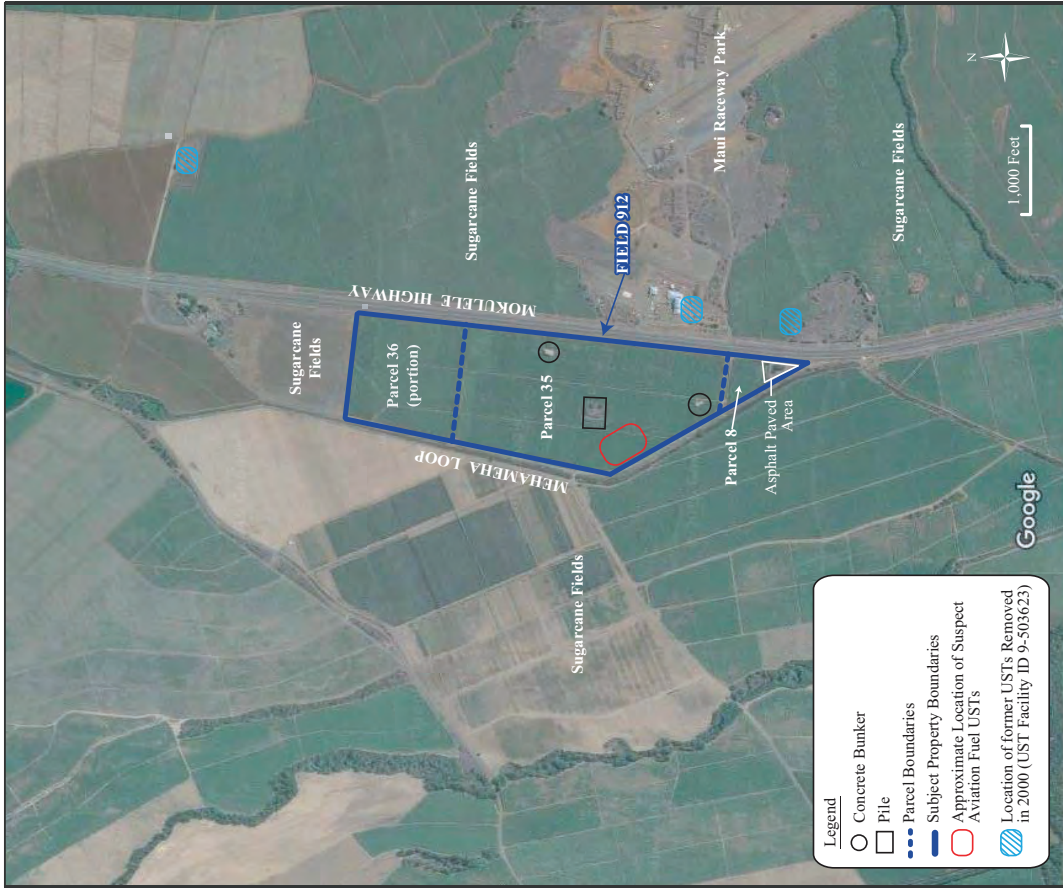 Legend
Concrete Bunker
Pile
Parcel Boundaries
Subject Property Boundaries
Approximate Location of Suspect
Aviation Fuel USTs
Location of former USTs Removed
in 2000 (UST Facility ID 9-503623)
Sugarcane Fields
MEHAMEHA LOOP
Sugarcane
Fields
Parcel 36
(portion)
Parcel 35
Parcel 8
Asphalt Paved
Area
MOKULELE HIGHWAY
FIELD 912
Sugarcane Fields
Maui Raceway Park
Sugarcane Fields
Google
N
1,000 Feet